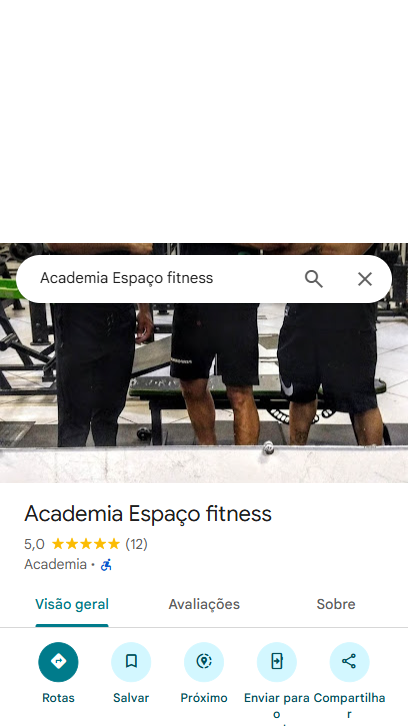 Academia Espaço fitness
Academia Espaço fitness
5,0 (12)
Academia ·
Visão geral Avaliações Sobre
Rotas Salvar Próximo Enviar para Compartilha
o r